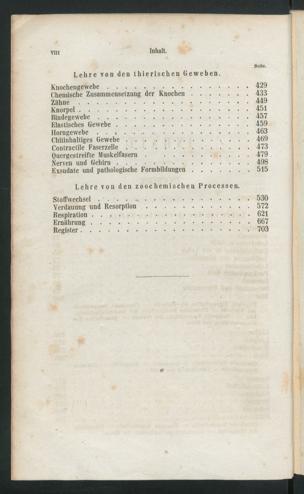 VIII Inhalt.
Seite.
Lehre von den thierischen Geweben.
Knochengewebe . . . . . . . . . . 429
Chemische Zusammensetzung der Knochen . . . . . . . . . . 433
Zähne . . . . . . . . . . 449
Knorpel . . . . . . . . . . 451
Bindegewebe . . . . . . . . . . 457
Elastisches Gewebe . . . . . . . . . . 459
Horngewebe . . . . . . . . . . 463
Chitinhaltiges Gewebe . . . . . . . . . . 469
Contractile Faserzelle . . . . . . . . . . 473
Quergestreifte Muskelfasern . . . . . . . . . . 479
Nerven und Gehirn . . . . . . . . . . 498
Exsudate und pathologische Formbildungen . . . . . . . . . . 515
Lehre von den zoochemischen Processen.
Stoffwechsel . . . . . . . . . . 530
Verdauung und Resorption . . . . . . . . . . 572
Respiration . . . . . . . . . . 621
Ernährung . . . . . . . . . . 667
Register . . . . . . . . . . 703